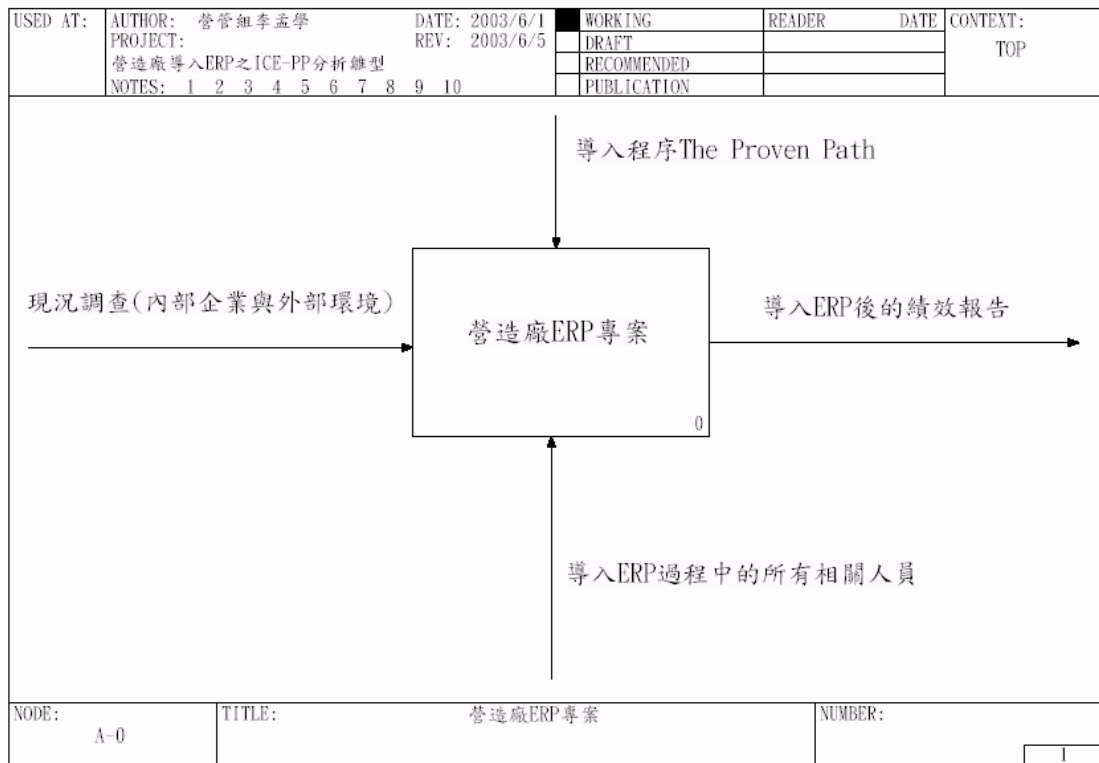 USED AT:
AUTHOR: 營管組李孟學
DATE: 2003/6/1
PROJECT:
REV: 2003/6/5
營造廠導入ERP之ICE-PP分析雛型
NOTES: 1 2 3 4 5 6 7 8 9 10
WORKING
DRAFT
RECOMMENDED
PUBLICATION
READER DATE
CONTEXT:
TOP
導入程序The Proven Path
現況調查(內部企業與外部環境)
營造廠ERP專案
0
導入ERP後的績效報告
導入ERP過程中的所有相關人員
NODE:
A-0
TITLE:
營造廠ERP專案
NUMBER:
1